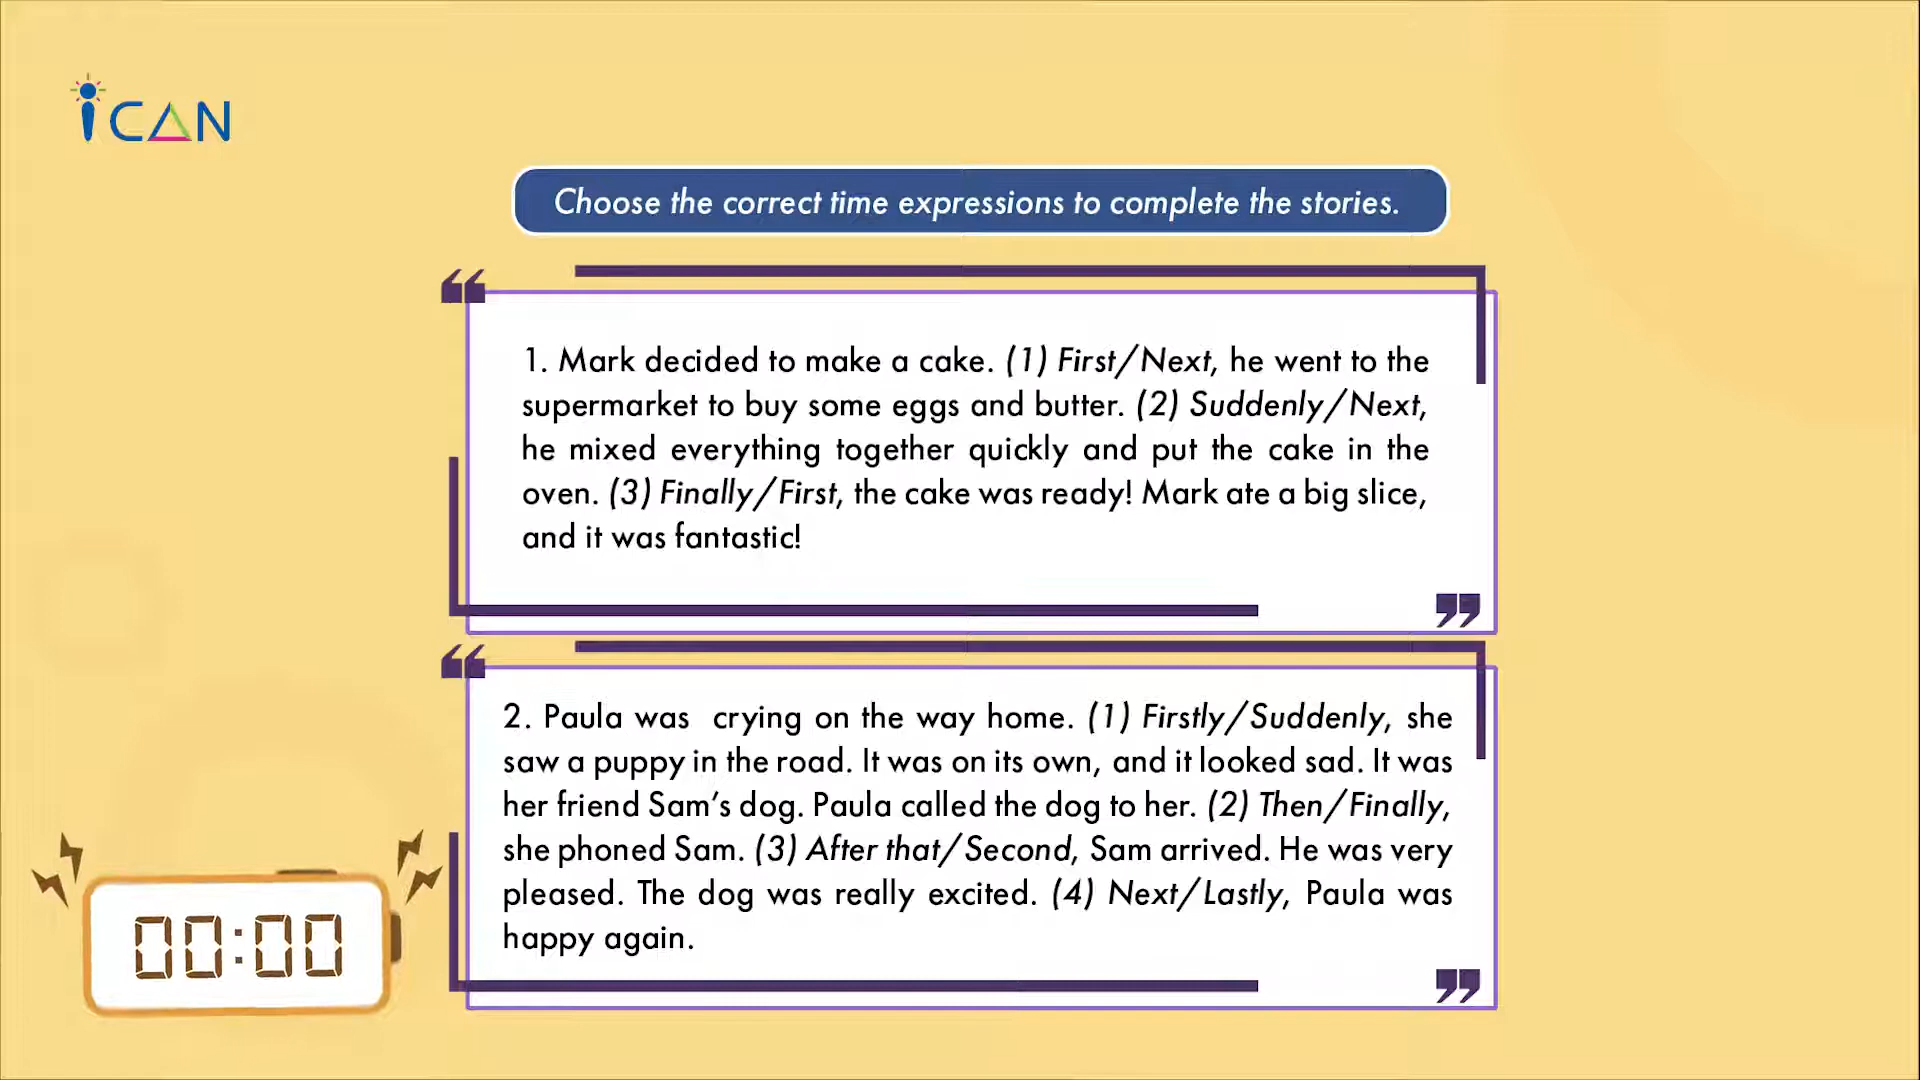 iCAN
Choose the correct time expressions to complete the stories.
1. Mark decided to make a cake. (1) First/Next, he went to the
supermarket to buy some eggs and butter. (2) Suddenly/Next,
he mixed everything together quickly and put the cake in the
oven. (3) Finally/First, the cake was ready! Mark ate a big slice,
and it was fantastic!
2. Paula was crying on the way home. (1) Firstly/Suddenly, she
saw a puppy in the road. It was on its own, and it looked sad. It was
her friend Sam’s dog. Paula called the dog to her. (2) Then/Finally,
she phoned Sam. (3) After that/Second, Sam arrived. He was very
pleased. The dog was really excited. (4) Next/Lastly, Paula was
happy again.
00:00